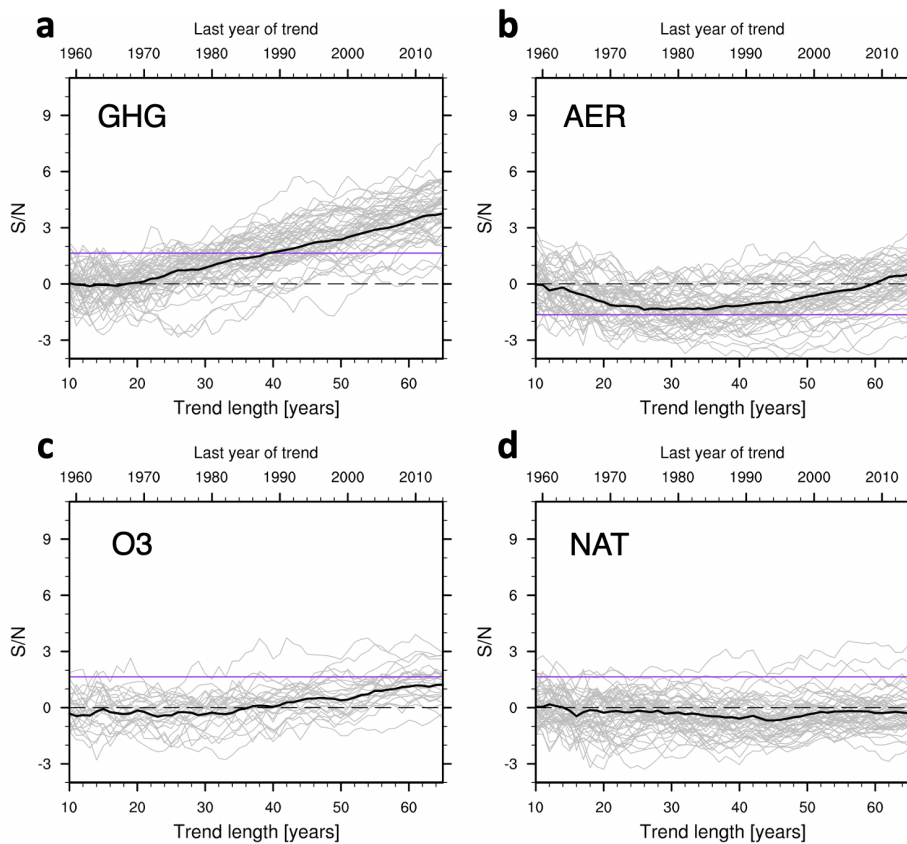 a
Last year of trend
1960 1970 1980 1990 2000 2010
GHG
9
6
3
0
-3
S/N
10 20 30 40 50 60
Trend length [years]
b
Last year of trend
1960 1970 1980 1990 2000 2010
AER
9
6
3
0
-3
S/N
10 20 30 40 50 60
Trend length [years]
c
Last year of trend
1960 1970 1980 1990 2000 2010
O3
9
6
3
0
-3
S/N
10 20 30 40 50 60
Trend length [years]
d
Last year of trend
1960 1970 1980 1990 2000 2010
NAT
9
6
3
0
-3
S/N
10 20 30 40 50 60
Trend length [years]